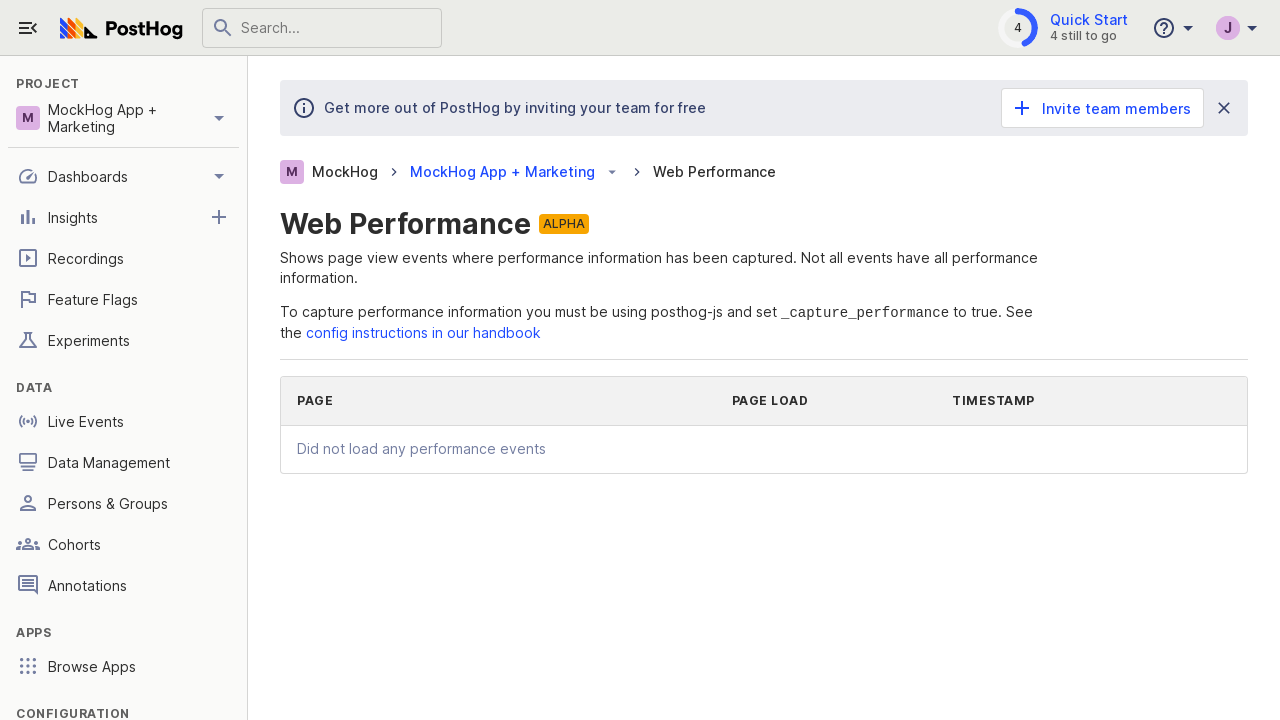 PostHog
Search...
4
Quick Start
4 still to go
J
PROJECT
M
MockHog App +
Marketing
Dashboards
Insights
Recordings
Feature Flags
Experiments
DATA
Live Events
Data Management
Persons & Groups
Cohorts
Annotations
APPS
Browse Apps
CONFIGURATION
Get more out of PostHog by inviting your team for free
Invite team members
M MockHog MockHog App + Marketing Web Performance
Web Performance ALPHA
Shows page view events where performance information has been captured. Not all events have all performance
information.
To capture performance information you must be using posthog-js and set _capture_performance to true. See
the config instructions in our handbook
PAGE PAGE LOAD TIMESTAMP
Did not load any performance events